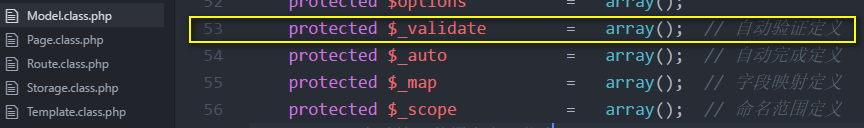 Model.class.php
Page.class.php
Route.class.php
Storage.class.php
Template.class.php
52 protected $options = array();
53 protected $_validate = array(); // 自动验证定义
54 protected $_auto = array(); // 自动完成定义
55 protected $_map = array(); // 字段映射定义
56 protected $_scope = array(); // 命名范围定义